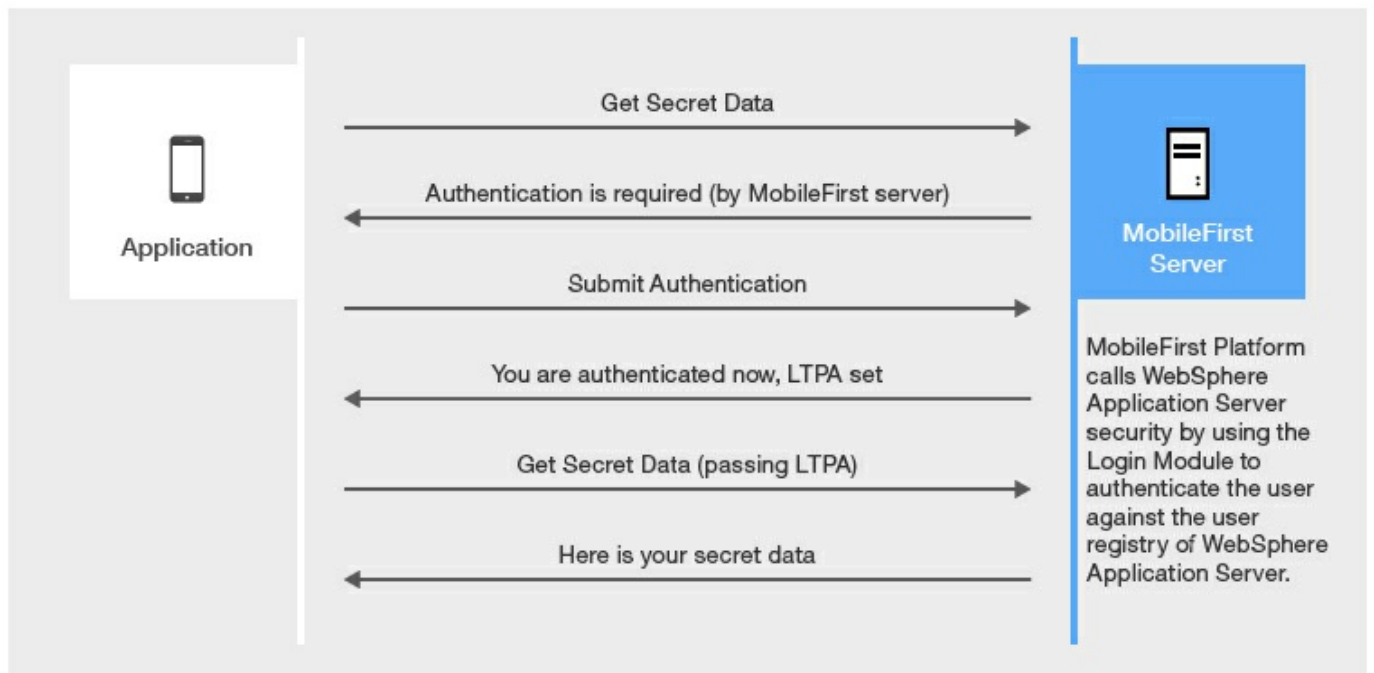 Get Secret Data
Authentication is required (by MobileFirst server)
Application
MobileFirst
Server
Submit Authentication
You are authenticated now, LTPA set
Get Secret Data (passing LTPA)
Here is your secret data
MobileFirst Platform
calls WebSphere
Application Server
security by using the
Login Module to
authenticate the user
against the user
registry of WebSphere
Application Server.